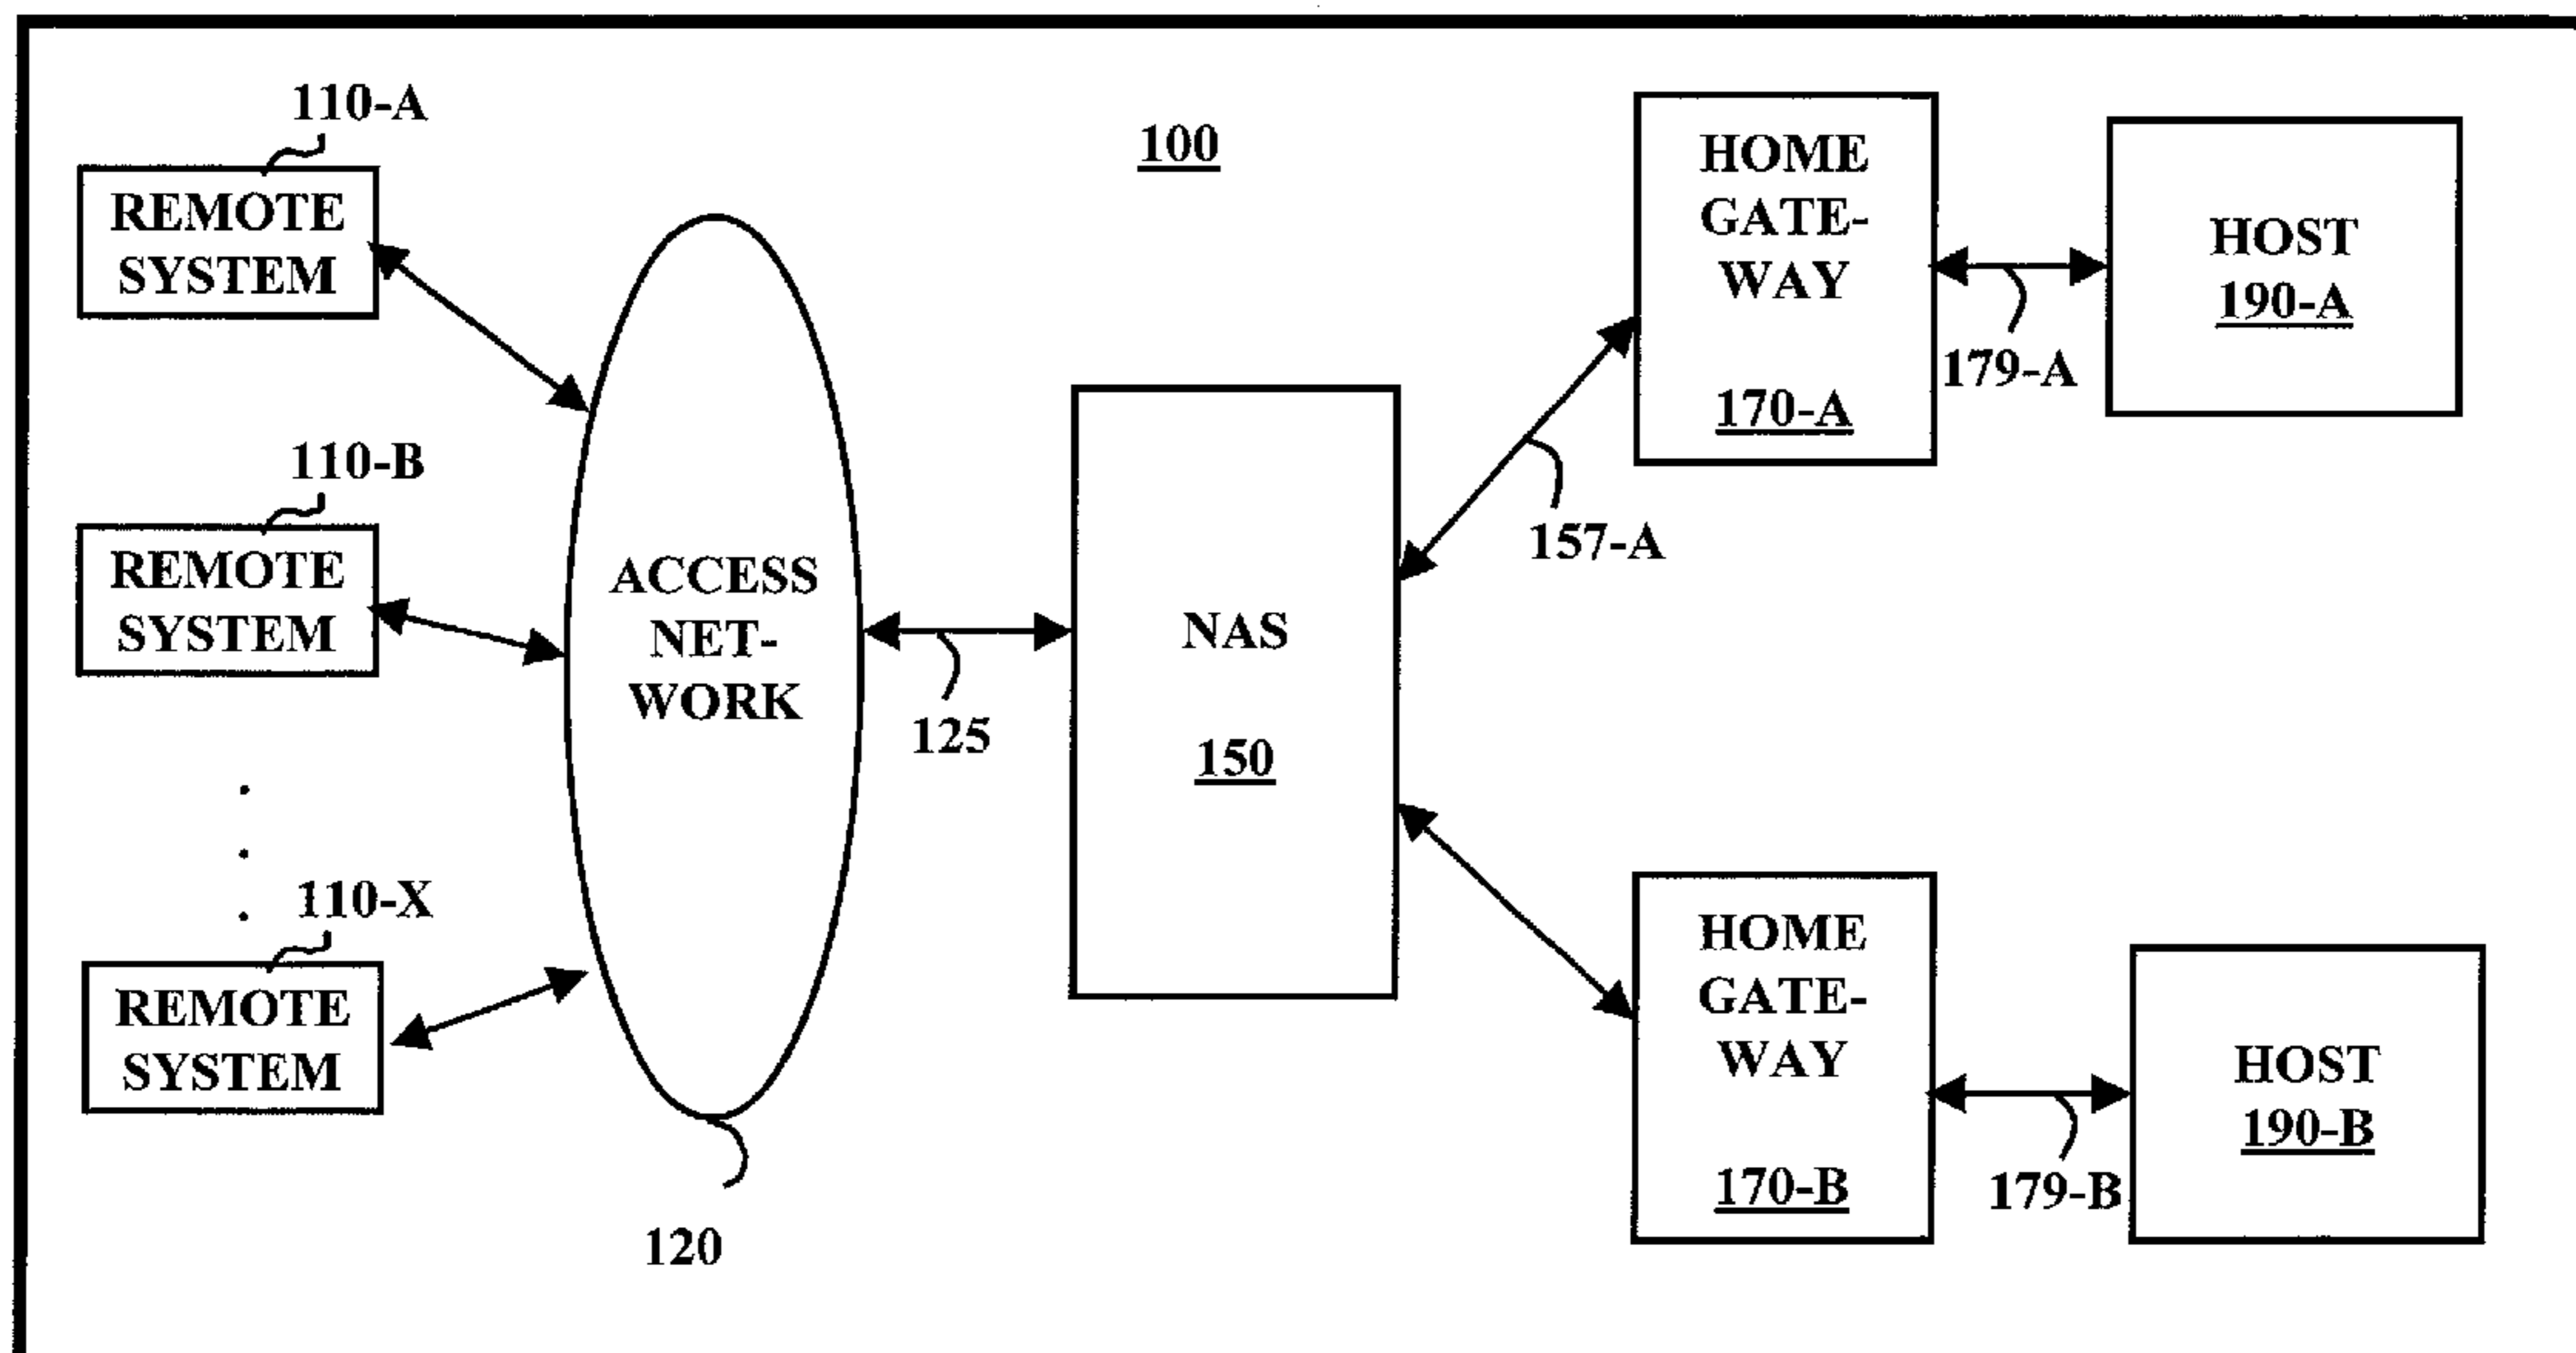 100
110-A
REMOTE
SYSTEM
110-B
REMOTE
SYSTEM
110-X
REMOTE
SYSTEM
ACCESS
NET-
WORK
120
125
NAS
150
157-A
HOME
GATE-
WAY
170-A
179-A
HOST
190-A
HOME
GATE-
WAY
170-B
179-B
HOST
190-B